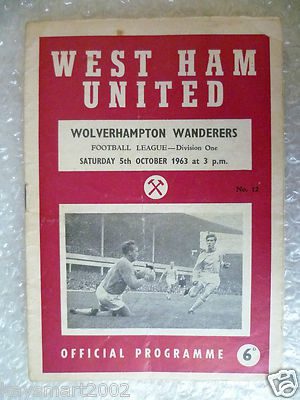 WEST HAM
UNITED
WOLVERHAMPTON WANDERERS
FOOTBALL LEAGUE—Division One
SATURDAY 5th OCTOBER 1963 at 3 p.m.
No. 12
OFFICIAL PROGRAMME 6D
kaysmart2002